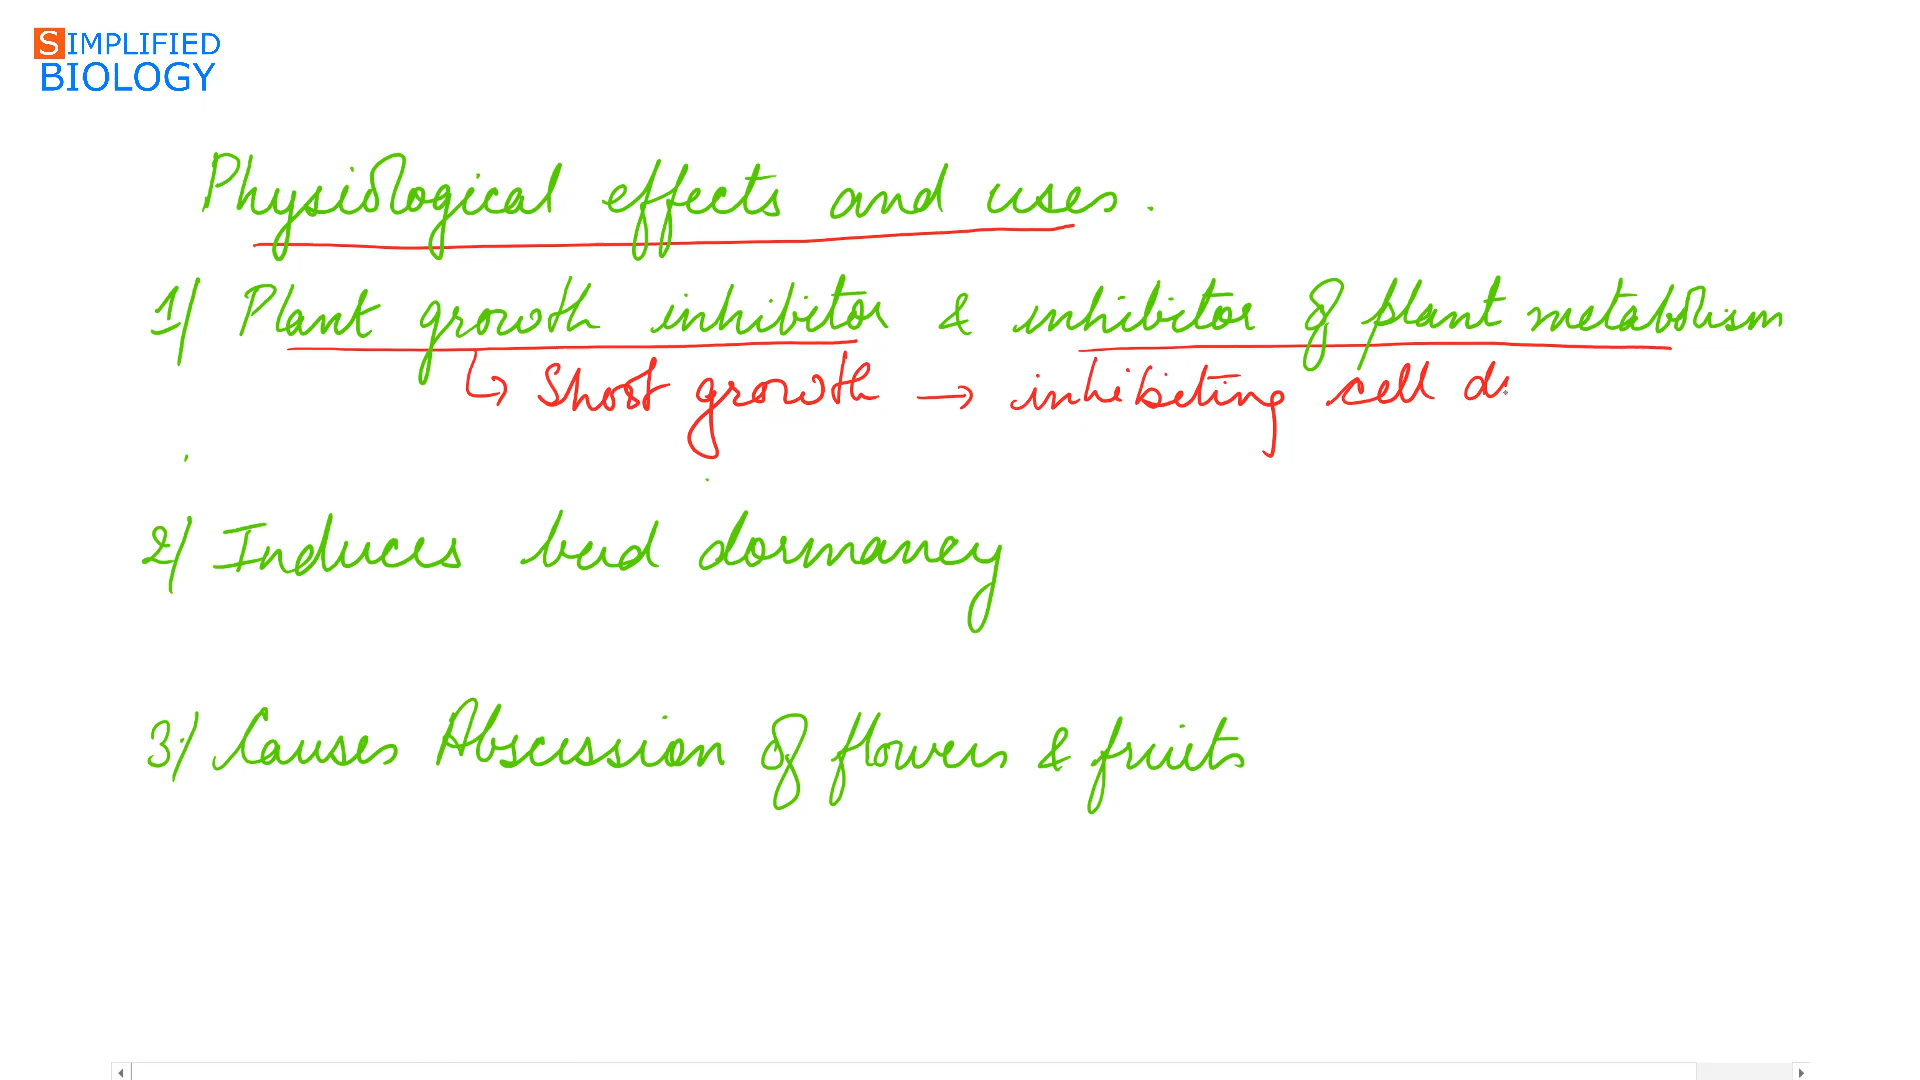 SIMPLIFIED
BIOLOGY
Physiological effects and uses.
1) Plant growth inhibitor & inhibitor of plant metabolism
↳ Shoot growth → inhibiting cell di
2) Induces bud dormancy
3) Causes Abscission of flowers & fruits